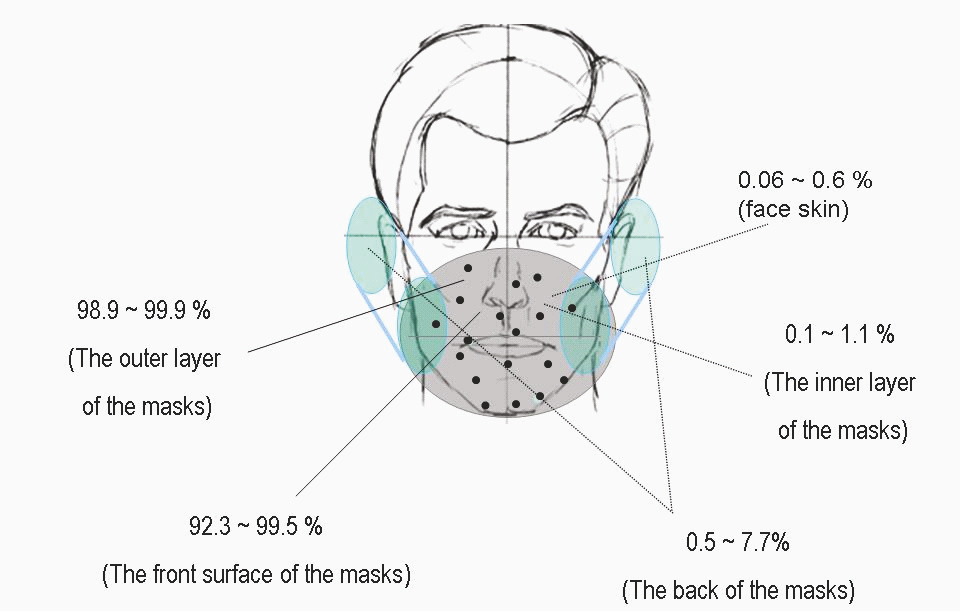 0.06 ~ 0.6 %
(face skin)
98.9 ~ 99.9 %
(The outer layer
of the masks)
0.1 ~ 1.1 %
(The inner layer
of the masks)
92.3 ~ 99.5 %
(The front surface of the masks)
0.5 ~ 7.7%
(The back of the masks)